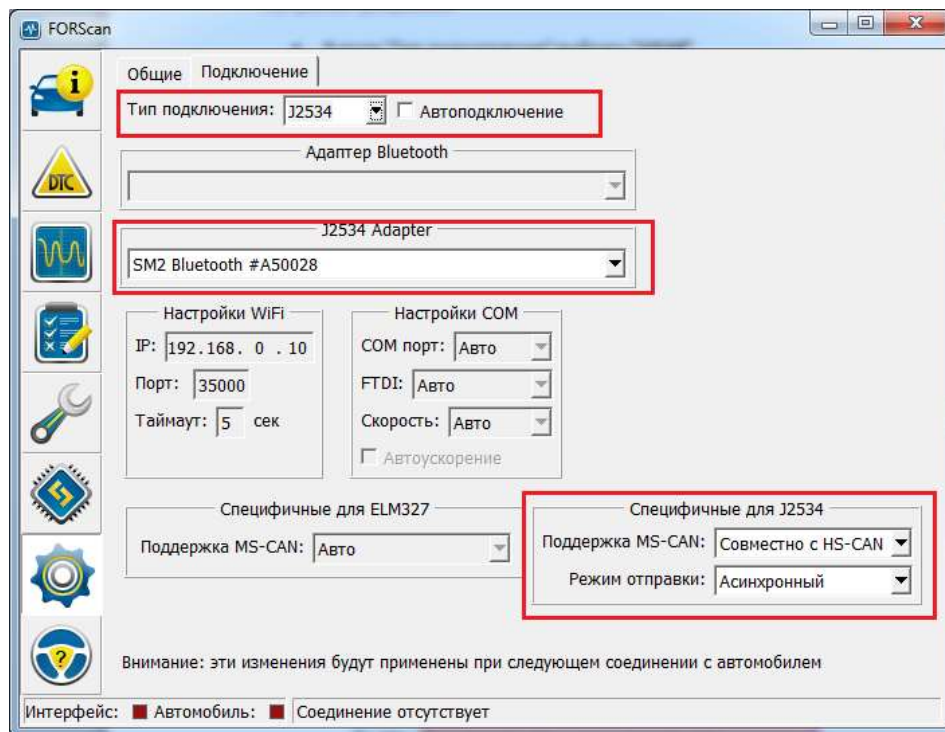 FORScan
Общие Подключение
Тип подключения: J2534 Автоподключение
Адаптер Bluetooth
J2534 Adapter
SM2 Bluetooth #A50028
Настройки WiFi
IP: 192.168. 0 . 10
Порт: 35000
Таймаут: 5 сек
Настройки COM
COM порт: Авто
FTDI: Авто
Скорость: Авто
Автоускорение
Специфичные для ELM327
Поддержка MS-CAN: Авто
Специфичные для J2534
Поддержка MS-CAN: Совместно с HS-CAN
Режим отправки: Асинхронный
Внимание: эти изменения будут применены при следующем соединении с автомобилем
Интерфейс: Автомобиль: Соединение отсутствует
i
DTC
?